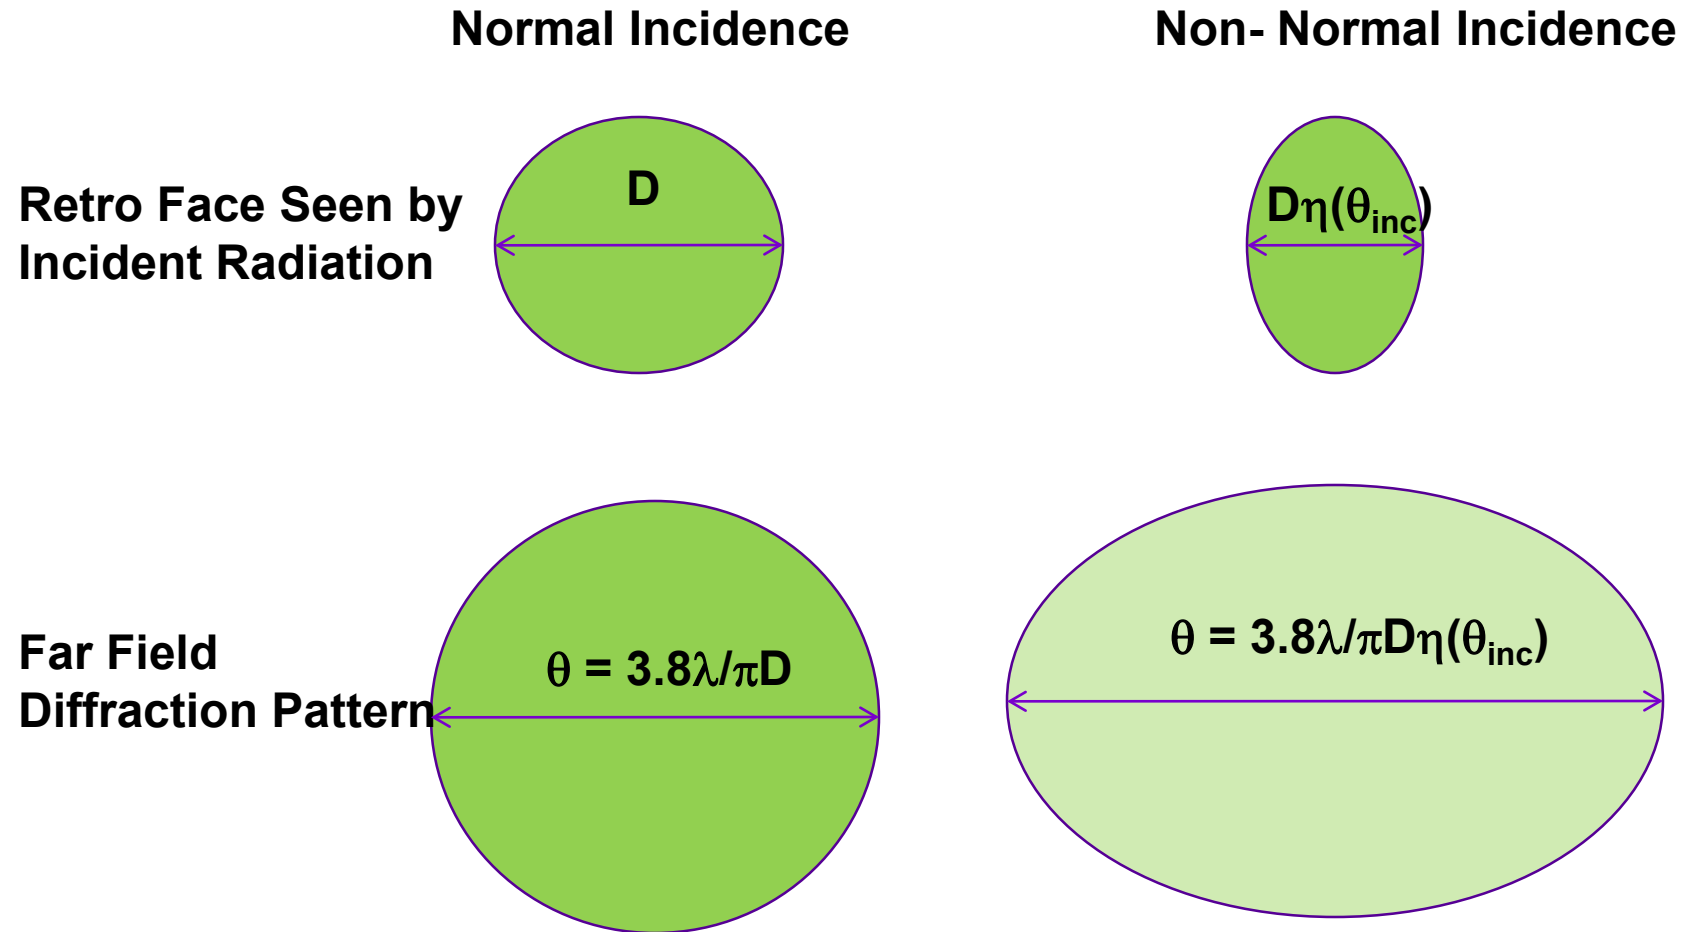 Normal Incidence
Non- Normal Incidence
Retro Face Seen by
Incident Radiation
D
Dη(θinc)
Far Field
Diffraction Pattern
θ = 3.8λ/πD
θ = 3.8λ/πDη(θinc)